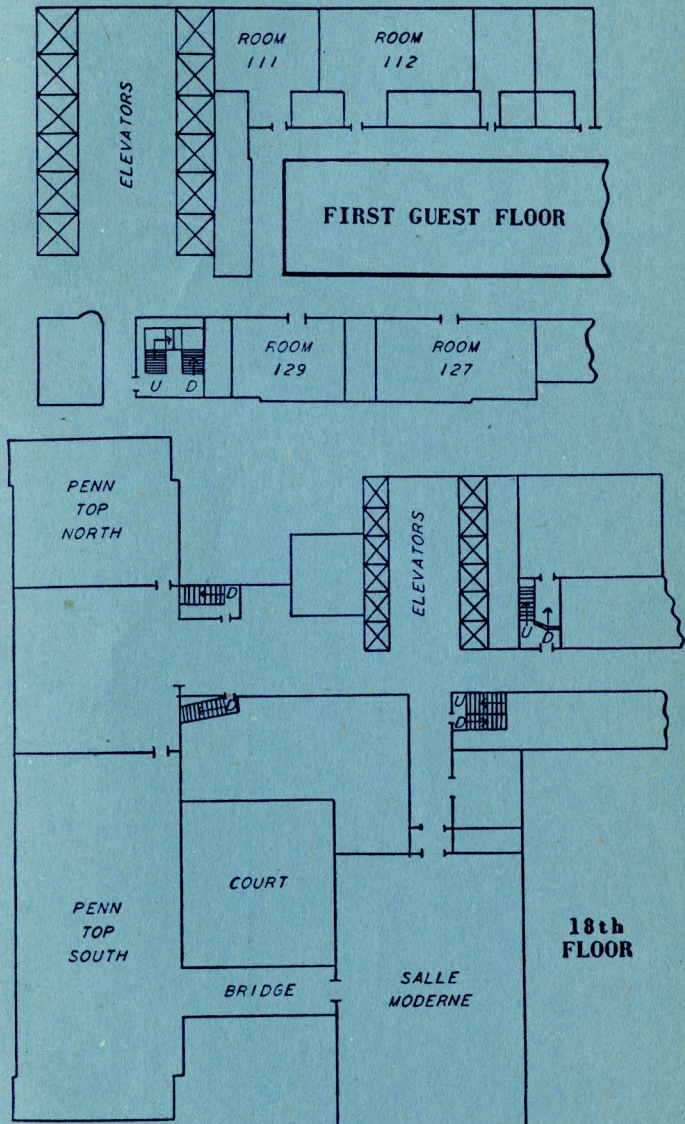 ELEVATORS
ROOM
111
ROOM
112
FIRST GUEST FLOOR
U D
ROOM
129
ROOM
127
PENN
TOP
NORTH
D
ELEVATORS
U D
D
U
D
COURT
PENN
TOP
SOUTH
BRIDGE
SALLE
MODERNE
18th
FLOOR